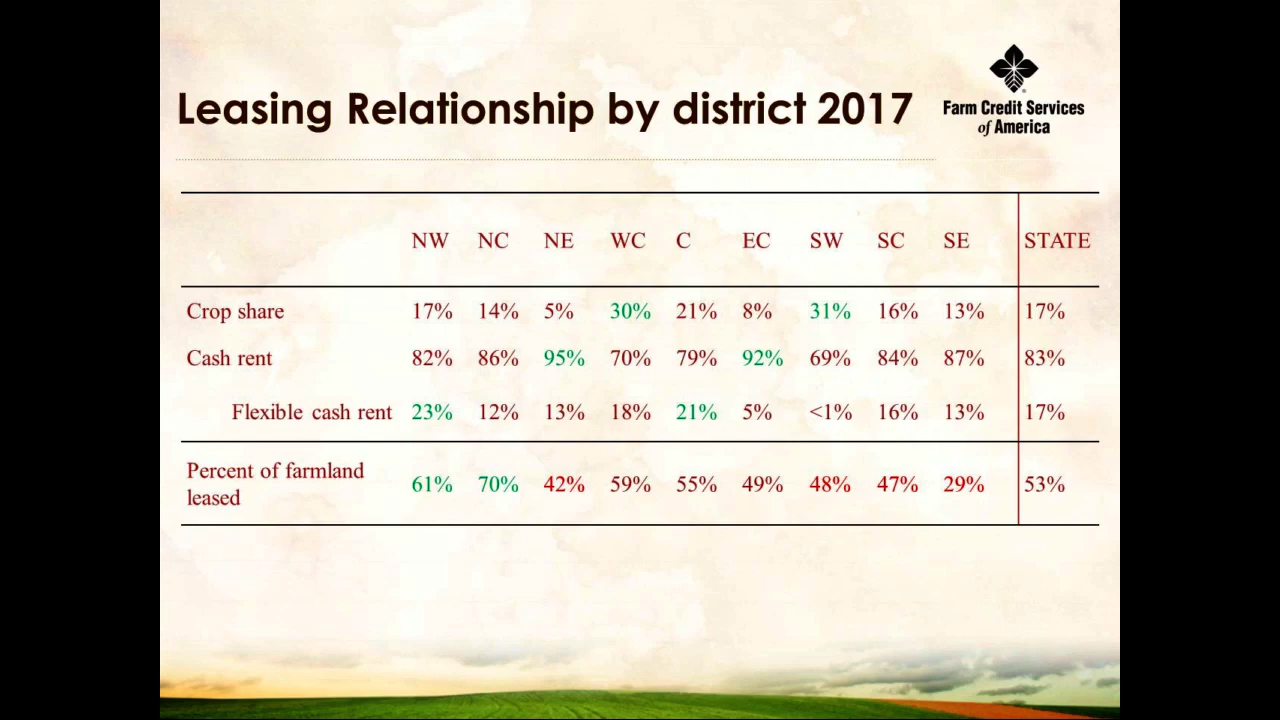 Leasing Relationship by district 2017
Farm Credit Services
of America
NW NC NE WC C EC SW SC SE STATE
Crop share 17% 14% 5% 30% 21% 8% 31% 16% 13% 17%
Cash rent 82% 86% 95% 70% 79% 92% 69% 84% 87% 83%
Flexible cash rent 23% 12% 13% 18% 21% 5% <1% 16% 13% 17%
Percent of farmland
leased 61% 70% 42% 59% 55% 49% 48% 47% 29% 53%